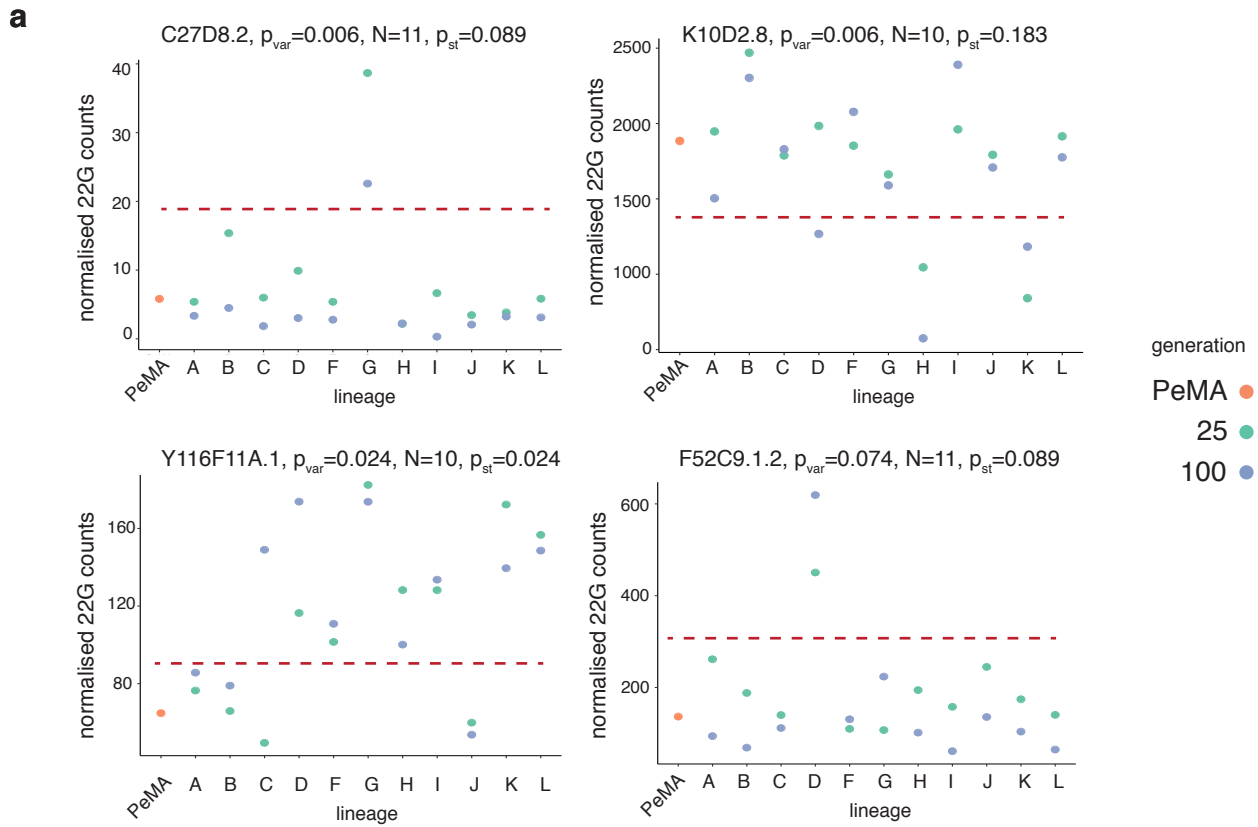 a
C27D8.2, pvar=0.006, N=11, pst=0.089
normalised 22G counts
40
30
20
10
0
PeMA A B C D F G H I J K L
lineage
K10D2.8, pvar=0.006, N=10, pst=0.183
normalised 22G counts
2500
2000
1500
1000
0
PeMA A B C D F G H I J K L
lineage
generation
PeMA
25
100
Y116F11A.1, pvar=0.024, N=10, pst=0.024
normalised 22G counts
160
120
80
PeMA A B C D F G H I J K L
lineage
F52C9.1.2, pvar=0.074, N=11, pst=0.089
normalised 22G counts
600
400
200
PeMA A B C D F G H I J K L
lineage